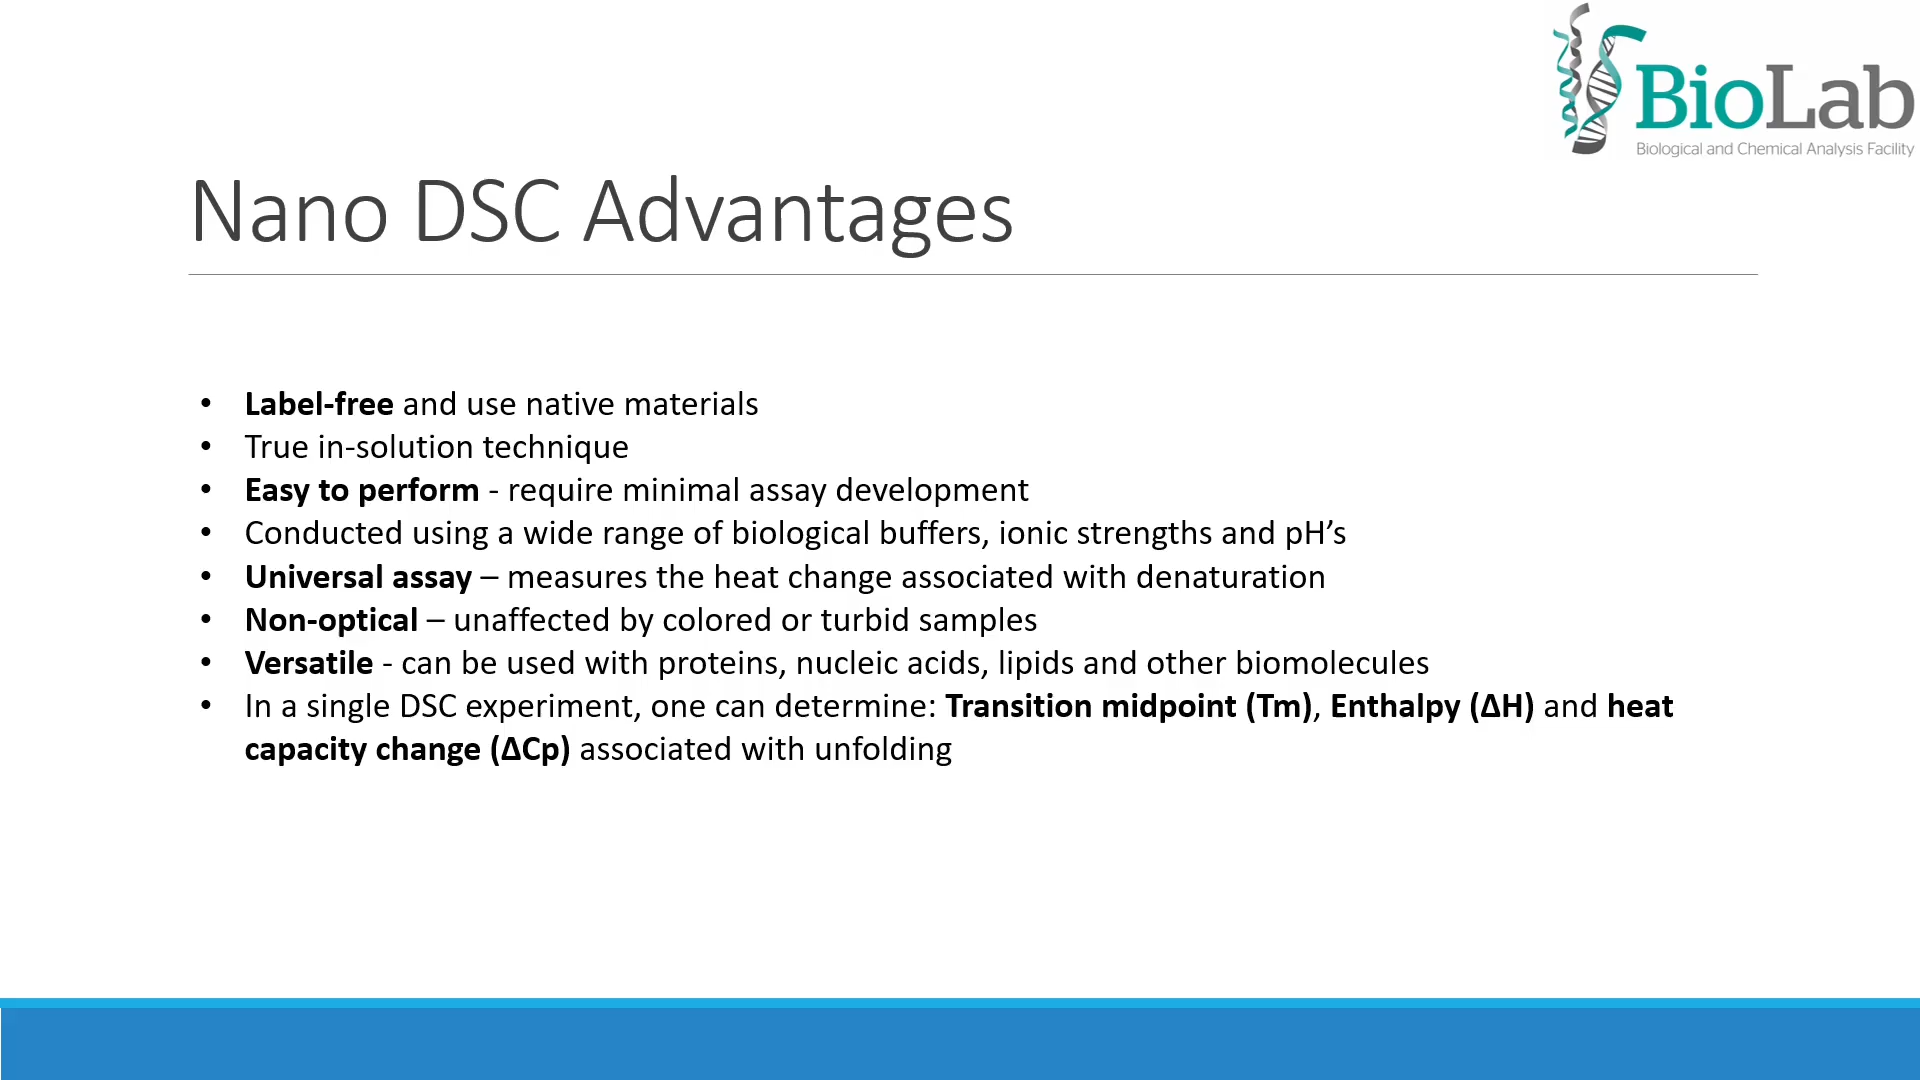 BioLab
Biological and Chemical Analysis Facility
Nano DSC Advantages
• Label-free and use native materials
• True in-solution technique
• Easy to perform - require minimal assay development
• Conducted using a wide range of biological buffers, ionic strengths and pH’s
• Universal assay – measures the heat change associated with denaturation
• Non-optical – unaffected by colored or turbid samples
• Versatile - can be used with proteins, nucleic acids, lipids and other biomolecules
• In a single DSC experiment, one can determine: Transition midpoint (Tm), Enthalpy (ΔH) and heat
capacity change (ΔCp) associated with unfolding